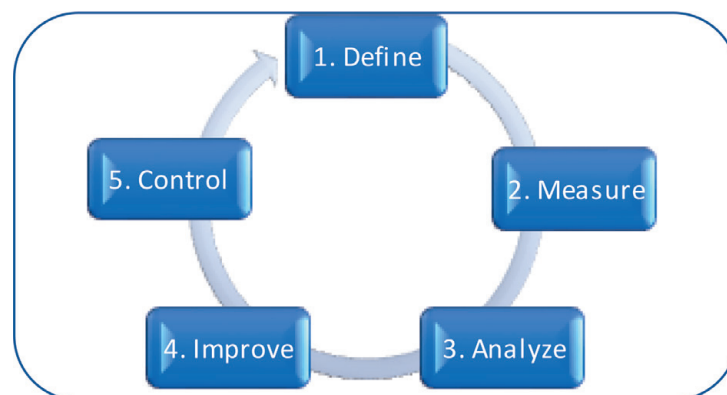 1. Define
2. Measure
3. Analyze
4. Improve
5. Control